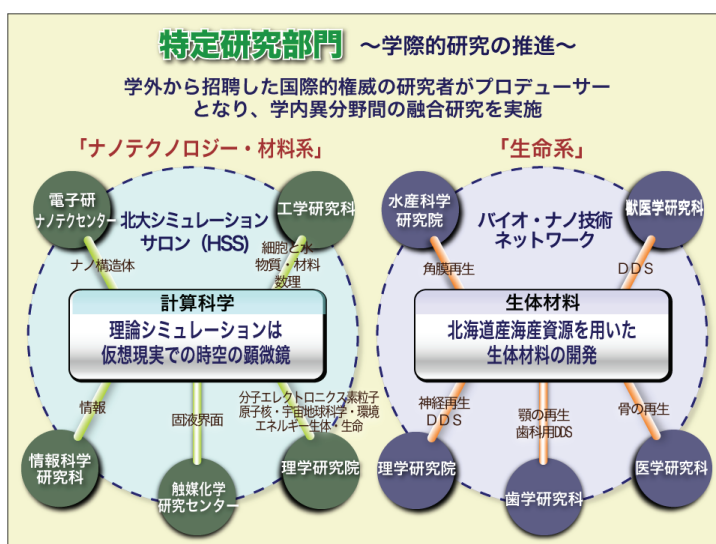 特定研究部門 ～学際的研究の推進～
学外から招聘した国際的権威の研究者がプロデューサー
となり、学内異分野間の融合研究を実施
「ナノテクノロジー・材料系」
電子研
ナノテクセンター
北大シミュレーション
サロン（HSS)
工学研究科
ナノ構造体
細胞と水
物質・材料
数理
計算科学
理論シミュレーションは
仮想現実での時空の顕微鏡
情報
固液界面
分子エレクトロニクス素粒子
原子核・宇宙地球科学・環境
エネルギー生体・生命
情報科学
研究科
触媒化学
研究センター
理学研究院
「生命系」
水産科学
研究院
バイオ・ナノ技術
ネットワーク
獣医学研究科
角膜再生
DDS
生体材料
北海道産海産資源を用いた
生体材料の開発
神経再生
DDS
顎の再生
歯科用DDS
骨の再生
理学研究院
歯学研究科
医学研究科